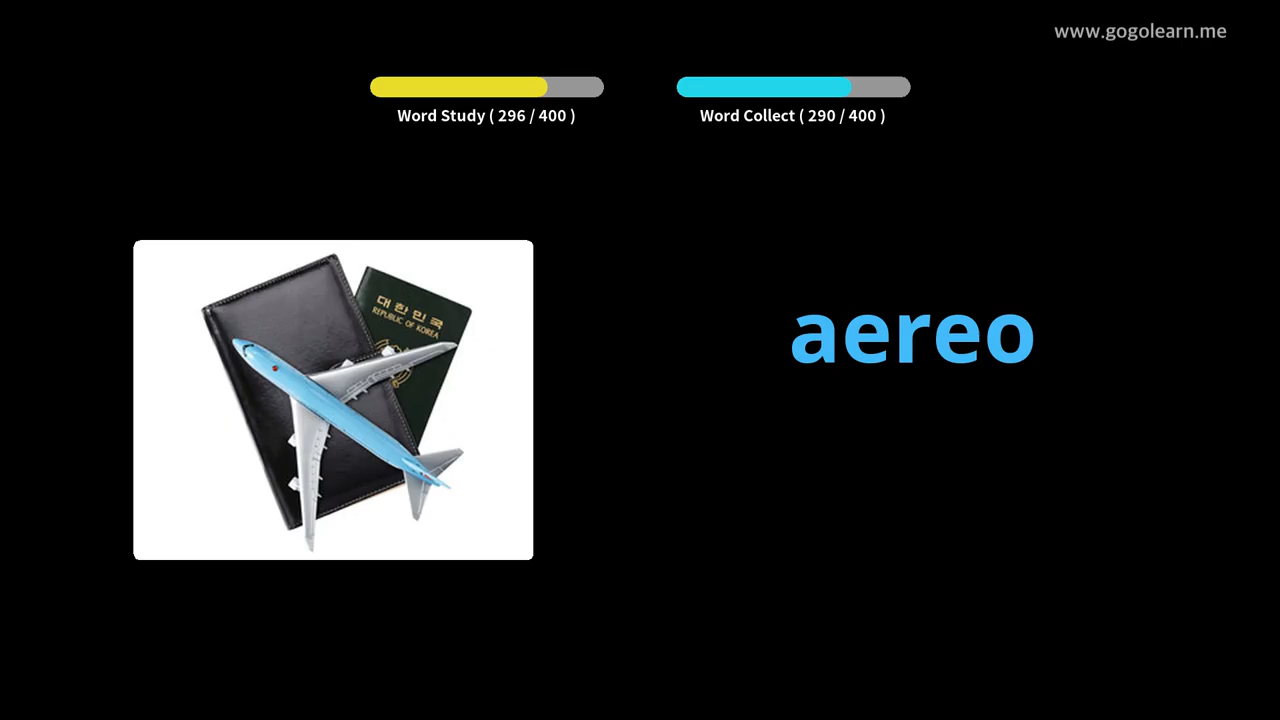 www.gogolearn.me
Word Study ( 296 / 400 )
Word Collect ( 290 / 400 )
대한민국
REPUBLIC OF KOREA
aereo